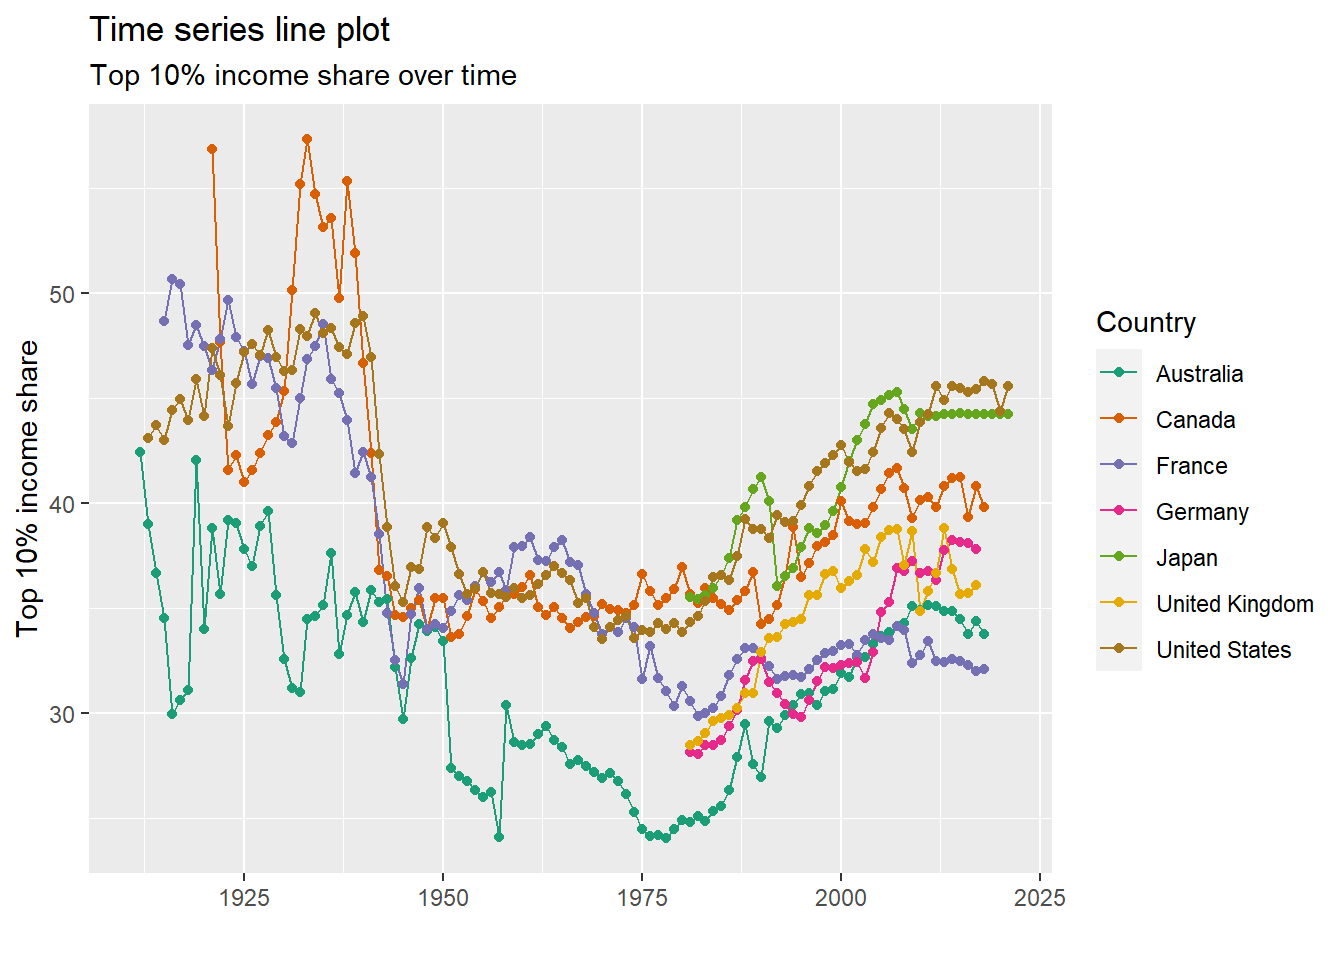 Time series line plot
Top 10% income share over time
Top 10% income share
50
40
30
1925
1950
1975
2000
2025
Country
Australia
Canada
France
Germany
Japan
United Kingdom
United States